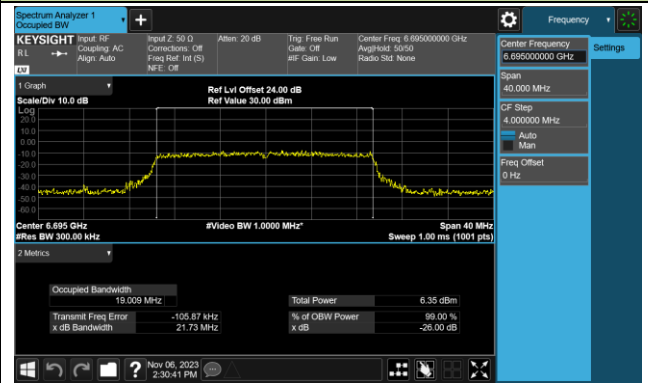 Spectrum Analyzer 1
Occupied BW
Frequency
KEYSIGHT
RL
LXI
Input: RF
Coupling: AC
Align: Auto
Input Z: 50 Ω
Corrections: Off
Freq Ref: Int (S)
NFE: Off
Atten: 20 dB
Trig: Free Run
Gate: Off
#IF Gain: Low
Center Freq: 6.695000000 GHz
Avg|Hold: 50/50
Radio Std: None
Center Frequency
6.695000000 GHz
Settings
Span
40.000 MHz
CF Step
4.000000 MHz
Auto
Man
Freq Offset
0 Hz
1 Graph
Scale/Div 10.0 dB
Ref Lvl Offset 24.00 dB
Ref Value 30.00 dBm
Log
20.0
10.0
0.00
-10.0
-20.0
-30.0
-40.0
-50.0
-60.0
Center 6.695 GHz
#Res BW 300.00 kHz
#Video BW 1.0000 MHz*
Span 40 MHz
Sweep 1.00 ms (1001 pts)
2 Metrics
Occupied Bandwidth
19.009 MHz
Total Power 6.35 dBm
Transmit Freq Error -105.87 kHz
% of OBW Power 99.00 %
x dB Bandwidth 21.73 MHz
x dB -26.00 dB
?
Nov 06, 2023
2:30:41 PM